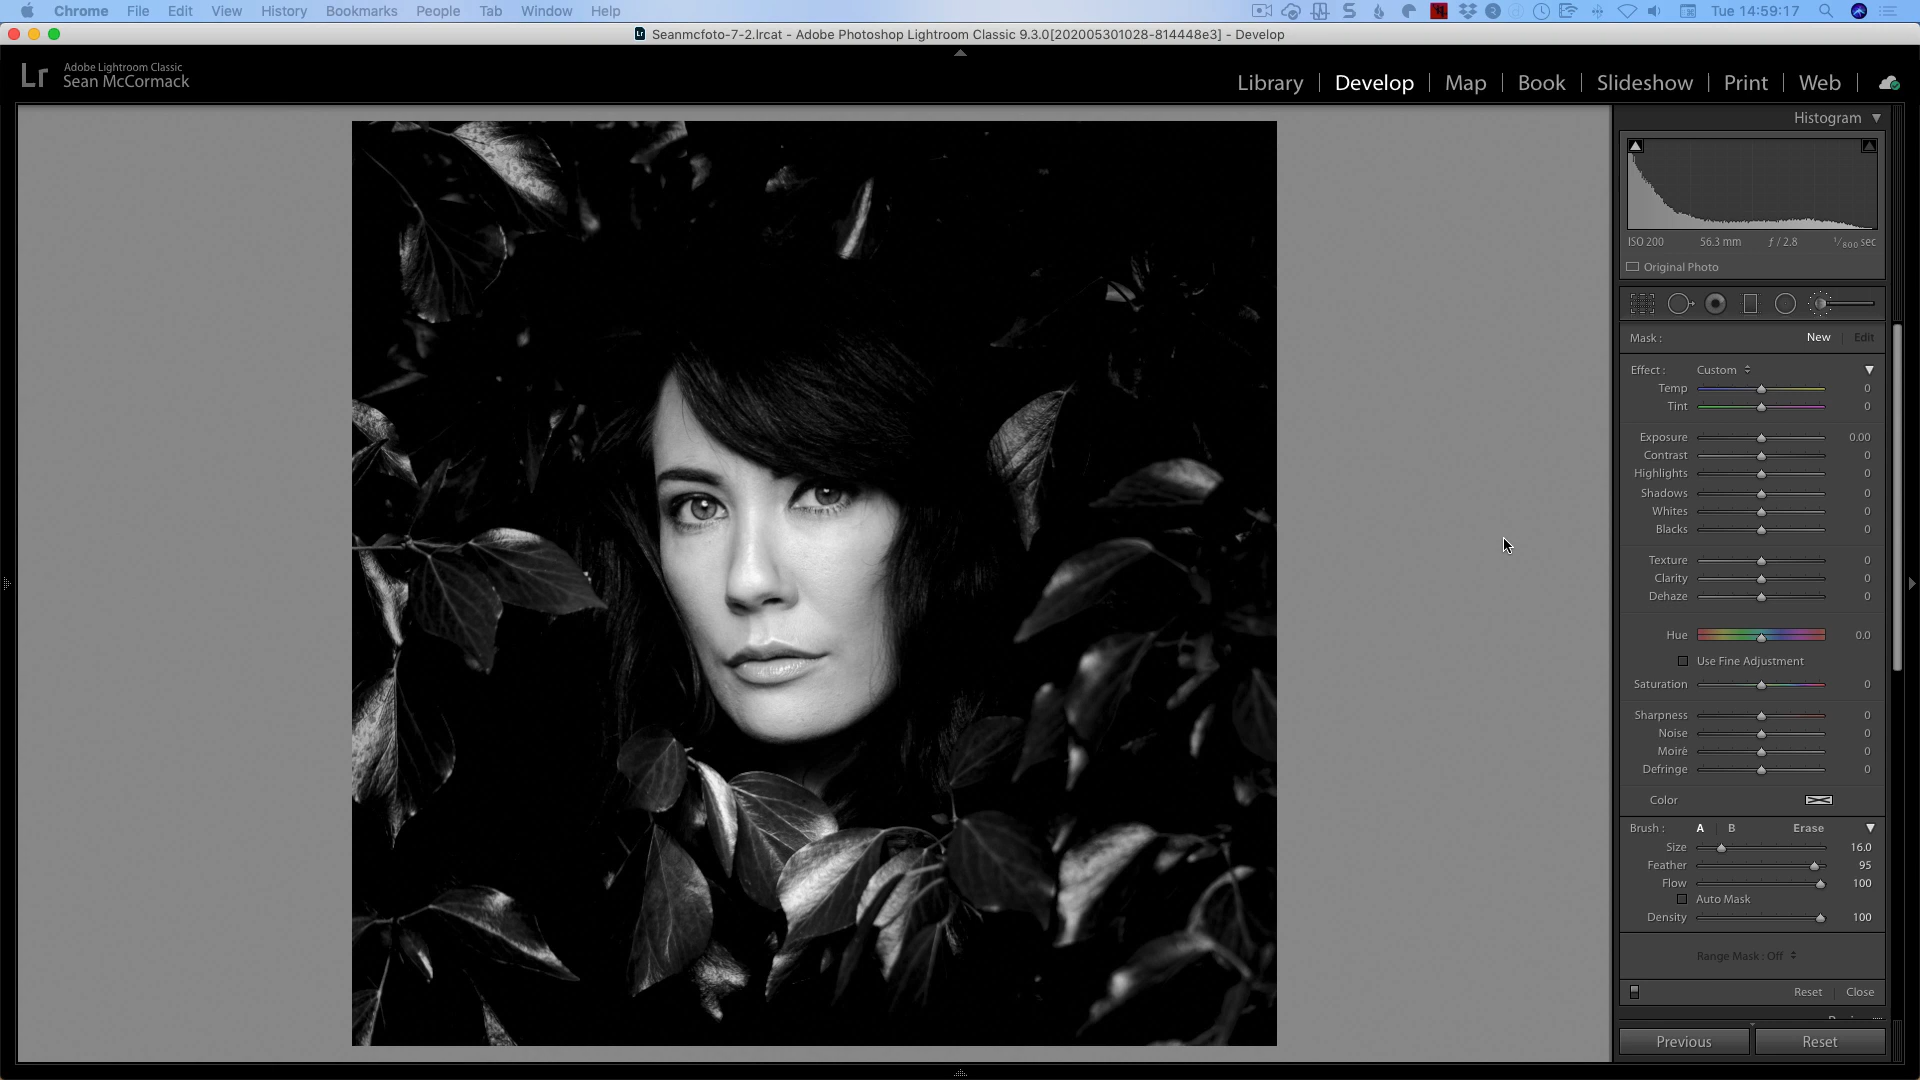 Chrome File Edit View History Bookmarks People Tab Window Help Tue 14:59:17
Seanmcfoto-7-2.lrcat - Adobe Photoshop Lightroom Classic 9.3.0[202005301028-814448e3] - Develop
Lr Adobe Lightroom Classic
Sean McCormack
Library | Develop | Map | Book | Slideshow | Print | Web |
Histogram
ISO 200 56.3 mm ƒ / 2.8 1/800 sec
Original Photo
Mask : New | Edit
Effect : Custom
Temp 0
Tint 0
Exposure 0.00
Contrast 0
Highlights 0
Shadows 0
Whites 0
Blacks 0
Texture 0
Clarity 0
Dehaze 0
Hue 0.0
Use Fine Adjustment
Saturation 0
Sharpness 0
Noise 0
Moiré 0
Defringe 0
Color
Brush : A | B Erase
Size 16.0
Feather 95
Flow 100
Auto Mask
Density 100
Range Mask : Off
Reset | Close
Previous Reset